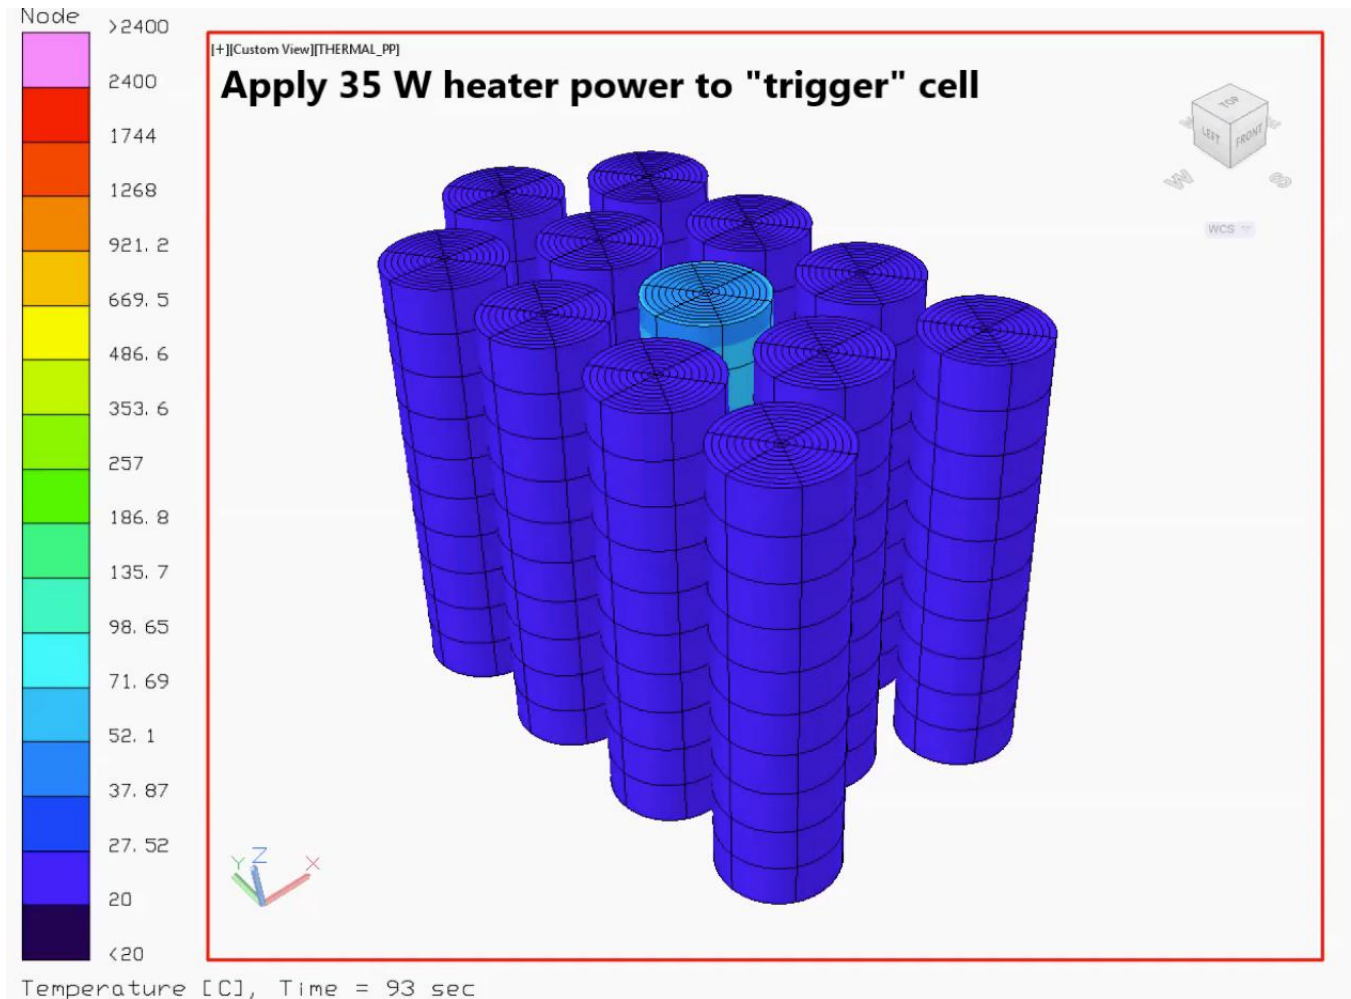 Node
>2400
2400
1744
1268
921.2
669.5
486.6
353.6
257
186.8
135.7
98.65
71.69
52.1
37.87
27.52
20
<20
[+][Custom View][THERMAL_PP]
Apply 35 W heater power to "trigger" cell
TOP
LEFT
FRONT
W
S
WCS
Y
Z
X
Temperature [C], Time = 93 sec